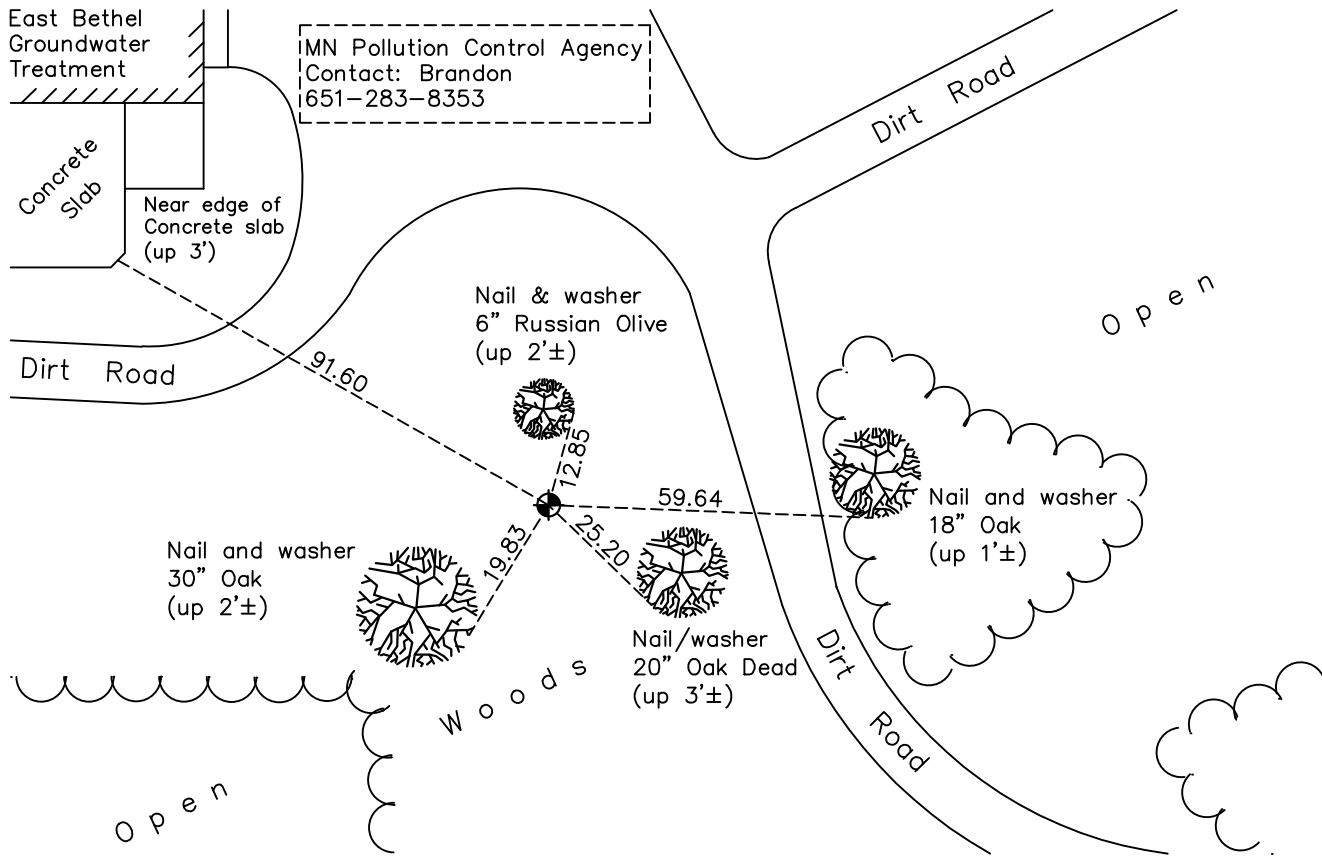 East Bethel
Groundwater
Treatment
MN Pollution Control Agency
Contact: Brandon
651-283-8353
Dirt Road
Concrete
Slab
Near edge of
Concrete slab
(up 3')
Open
Nail & washer
6" Russian Olive
(up 2'±)
Dirt Road
91.60
12.85
59.64
Nail and washer
18" Oak
(up 1'±)
19.83
25.20
Nail and washer
30" Oak
(up 2'±)
Nail/washer
20" Oak Dead
(up 3'±)
Woods
Dirt Road
Open